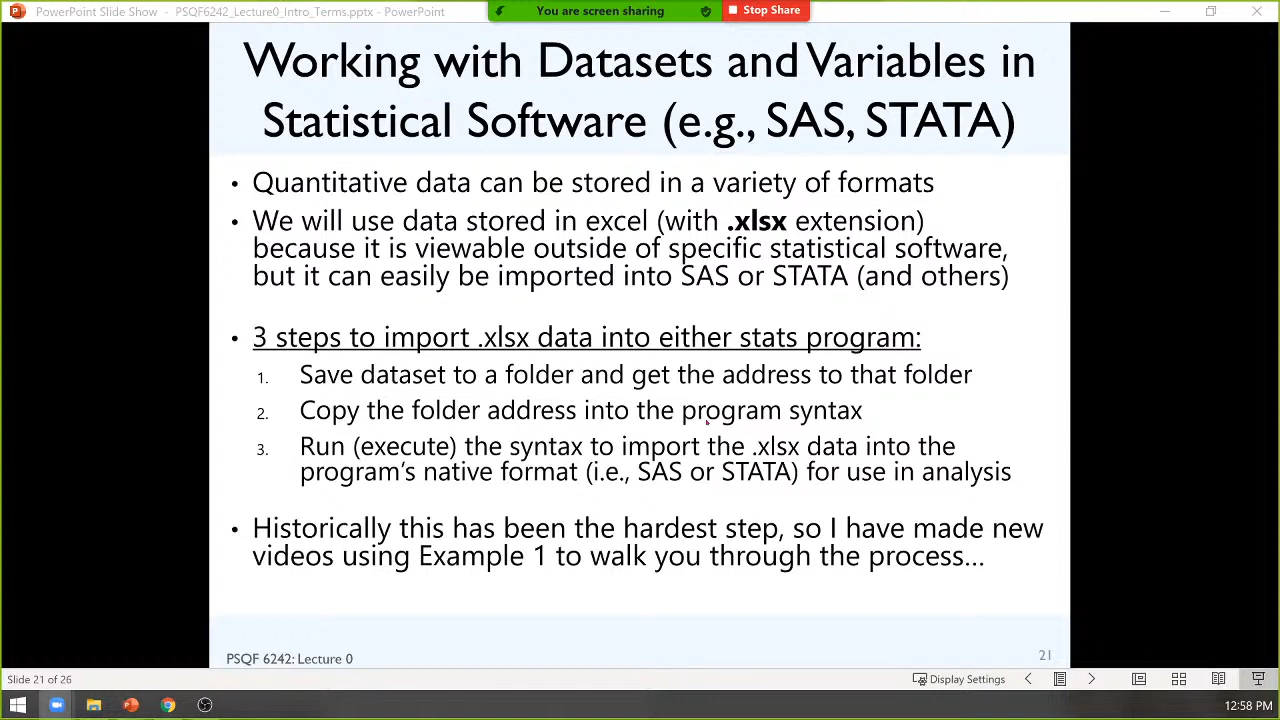 PowerPoint Slide Show - PSQF6242_Lecture0_Intro_Terms.pptx - PowerPoint
You are screen sharing
Stop Share
Working with Datasets and Variables in
Statistical Software (e.g., SAS, STATA)
• Quantitative data can be stored in a variety of formats
• We will use data stored in excel (with .xlsx extension)
because it is viewable outside of specific statistical software,
but it can easily be imported into SAS or STATA (and others)
• 3 steps to import .xlsx data into either stats program:
1. Save dataset to a folder and get the address to that folder
2. Copy the folder address into the program syntax
3. Run (execute) the syntax to import the .xlsx data into the
program's native format (i.e., SAS or STATA) for use in analysis
• Historically this has been the hardest step, so I have made new
videos using Example 1 to walk you through the process...
PSQF 6242: Lecture 0
21
Slide 21 of 26
Display Settings
12:58 PM